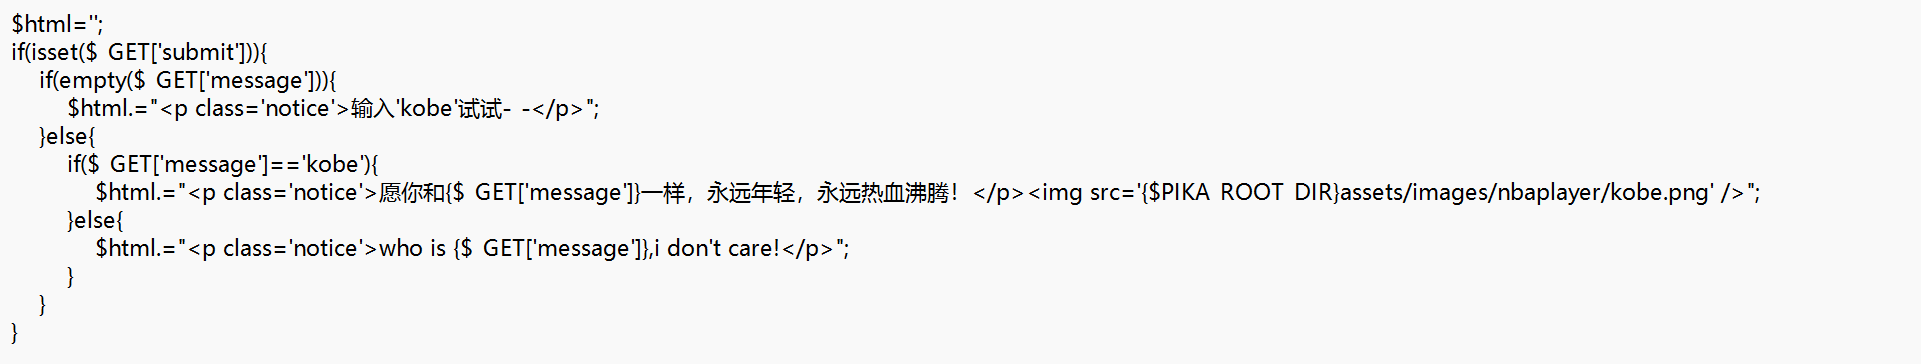 $html='';
if(isset($ GET['submit'])){
    if(empty($ GET['message'])){
        $html.="<p class='notice'>输入'kobe'试试- -</p>";
    }else{
        if($ GET['message']=='kobe'){
            $html.="<p class='notice'>愿你和{$ GET['message']}一样，永远年轻，永远热血沸腾！</p><img src='{$PIKA ROOT DIR}assets/images/nbaplayer/kobe.png' />";
        }else{
            $html.="<p class='notice'>who is {$ GET['message']},i don't care!</p>";
        }
    }
}